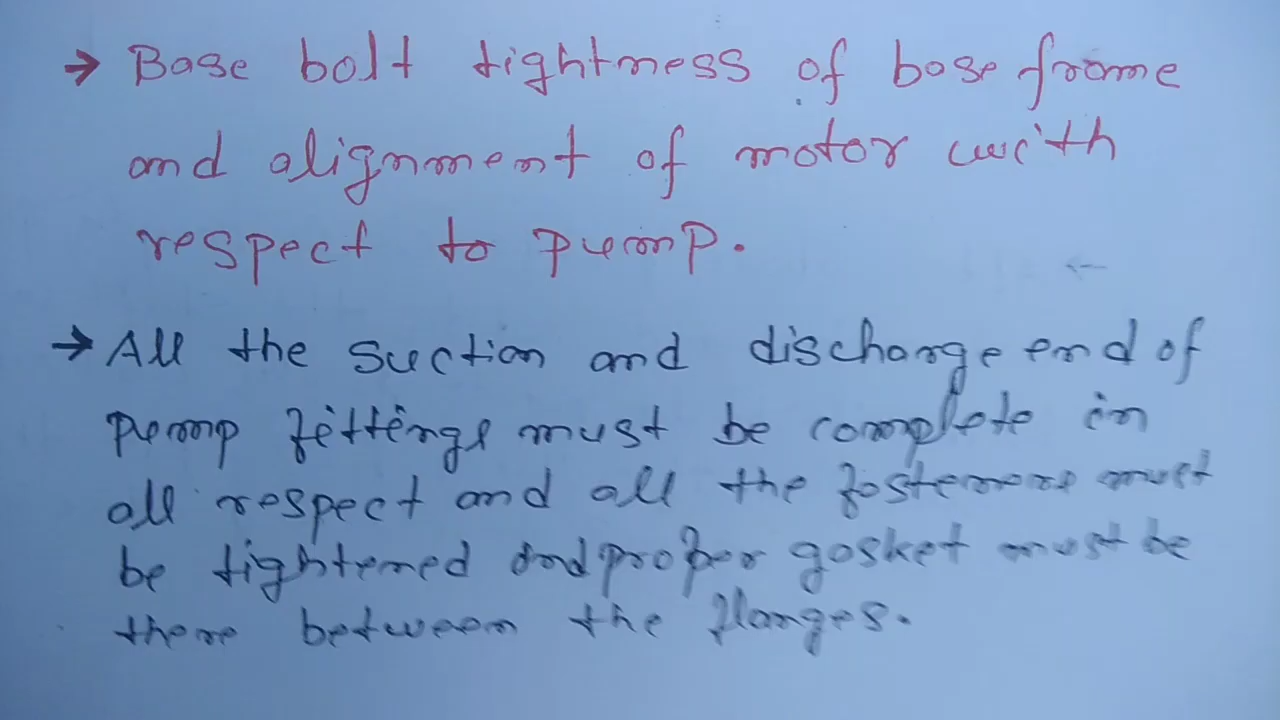 → Base bolt tightness of base frame
and alignment of motor with
respect to pump.
→ All the suction and discharge end of
pump fittings must be complete in
all respect and all the fasteners must
be tightened and proper gasket must be
there between the flanges.